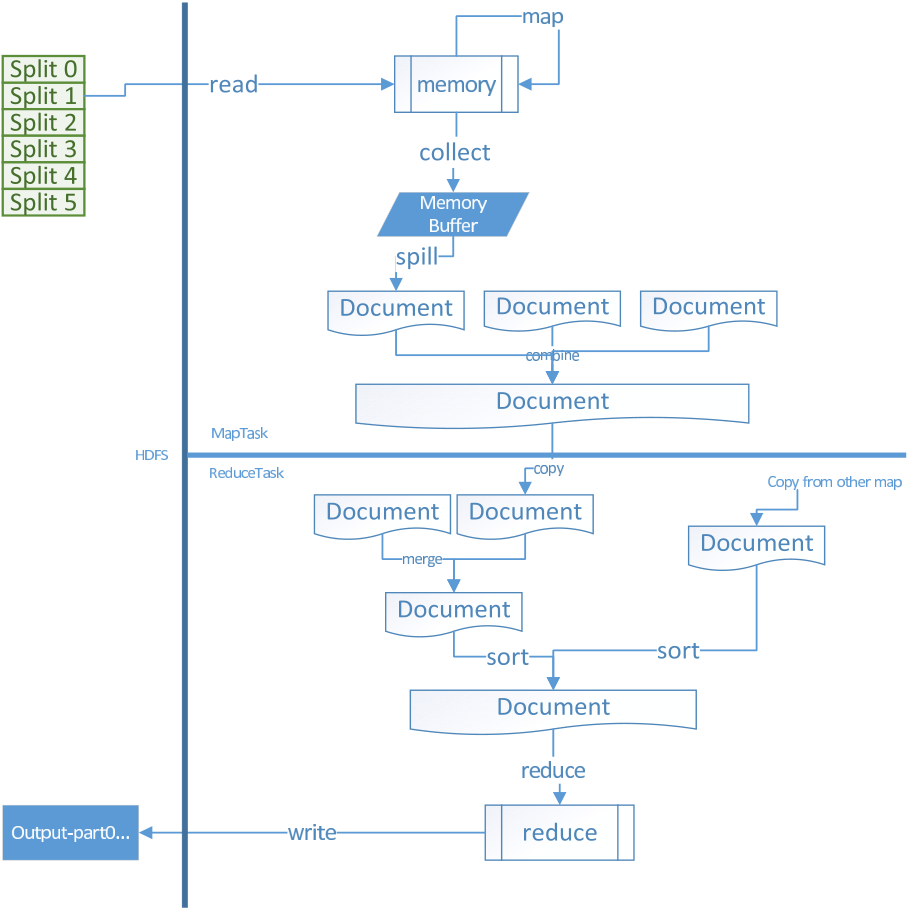 map
Split 0
Split 1
Split 2
Split 3
Split 4
Split 5
read
memory
collect
Memory
Buffer
spill
Document
Document
Document
combine
Document
MapTask
HDFS
ReduceTask
copy
Copy from other map
Document
Document
Document
merge
Document
sort
sort
Document
reduce
Output-part0...
write
reduce